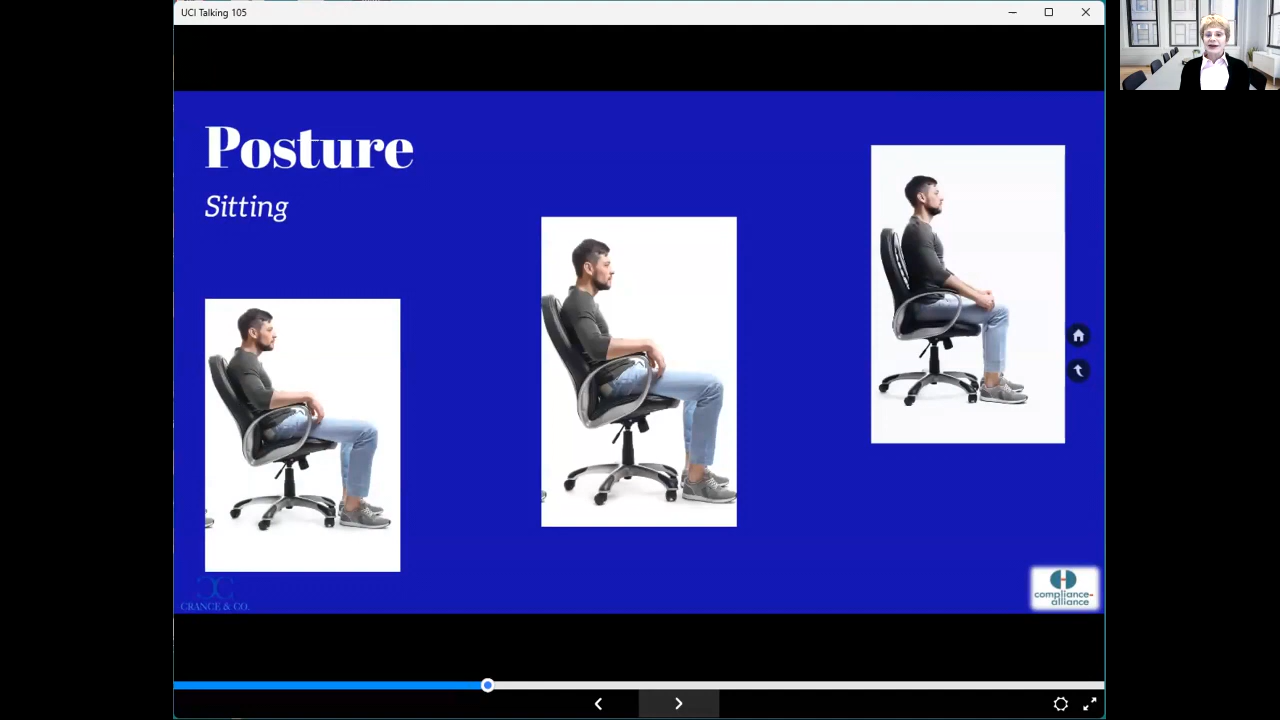 UCI Talking 105
Posture
Sitting
CRANCE & CO.
compliance-
alliance